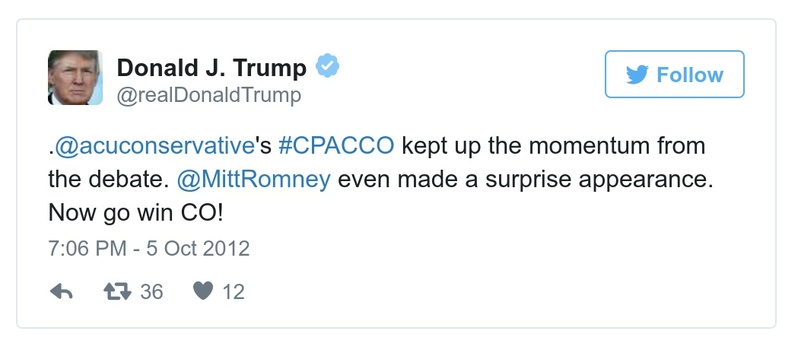 Donald J. Trump
@realDonaldTrump
Follow
.@acuconservative's #CPACCO kept up the momentum from
the debate. @MittRomney even made a surprise appearance.
Now go win CO!
7:06 PM - 5 Oct 2012
36 12